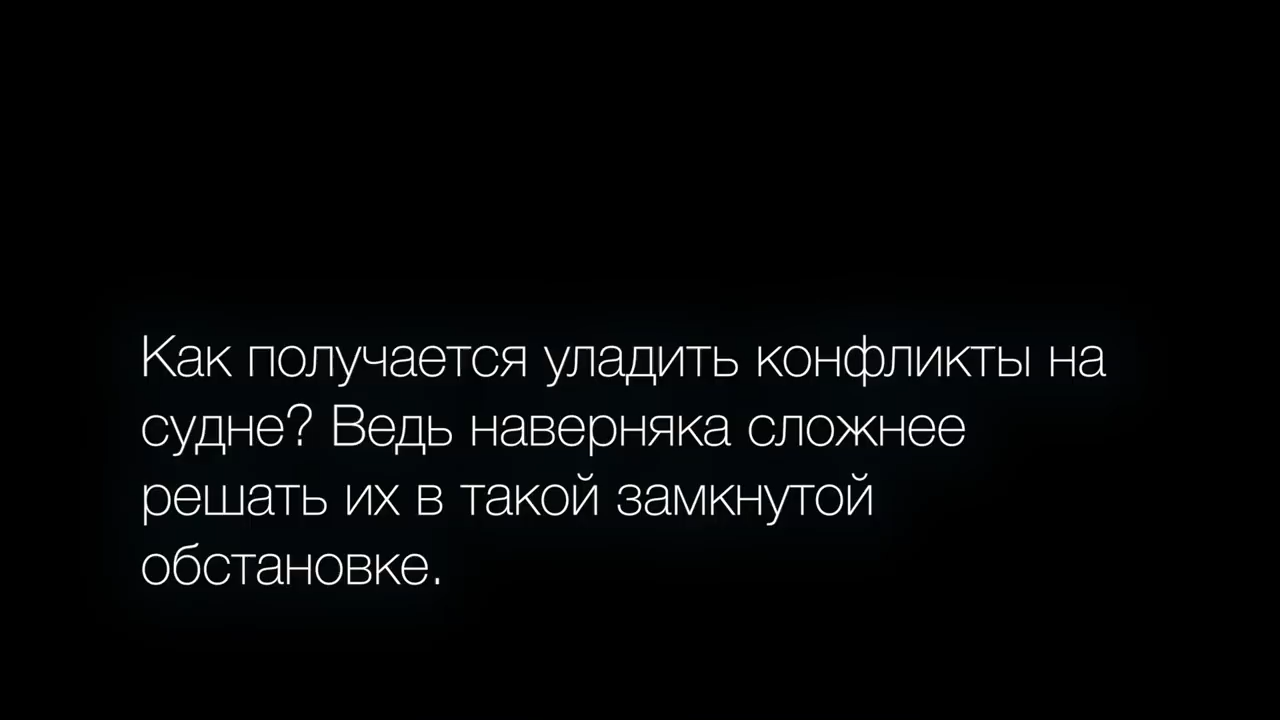 Как получается уладить конфликты на
судне? Ведь наверняка сложнее
решать их в такой замкнутой
обстановке.